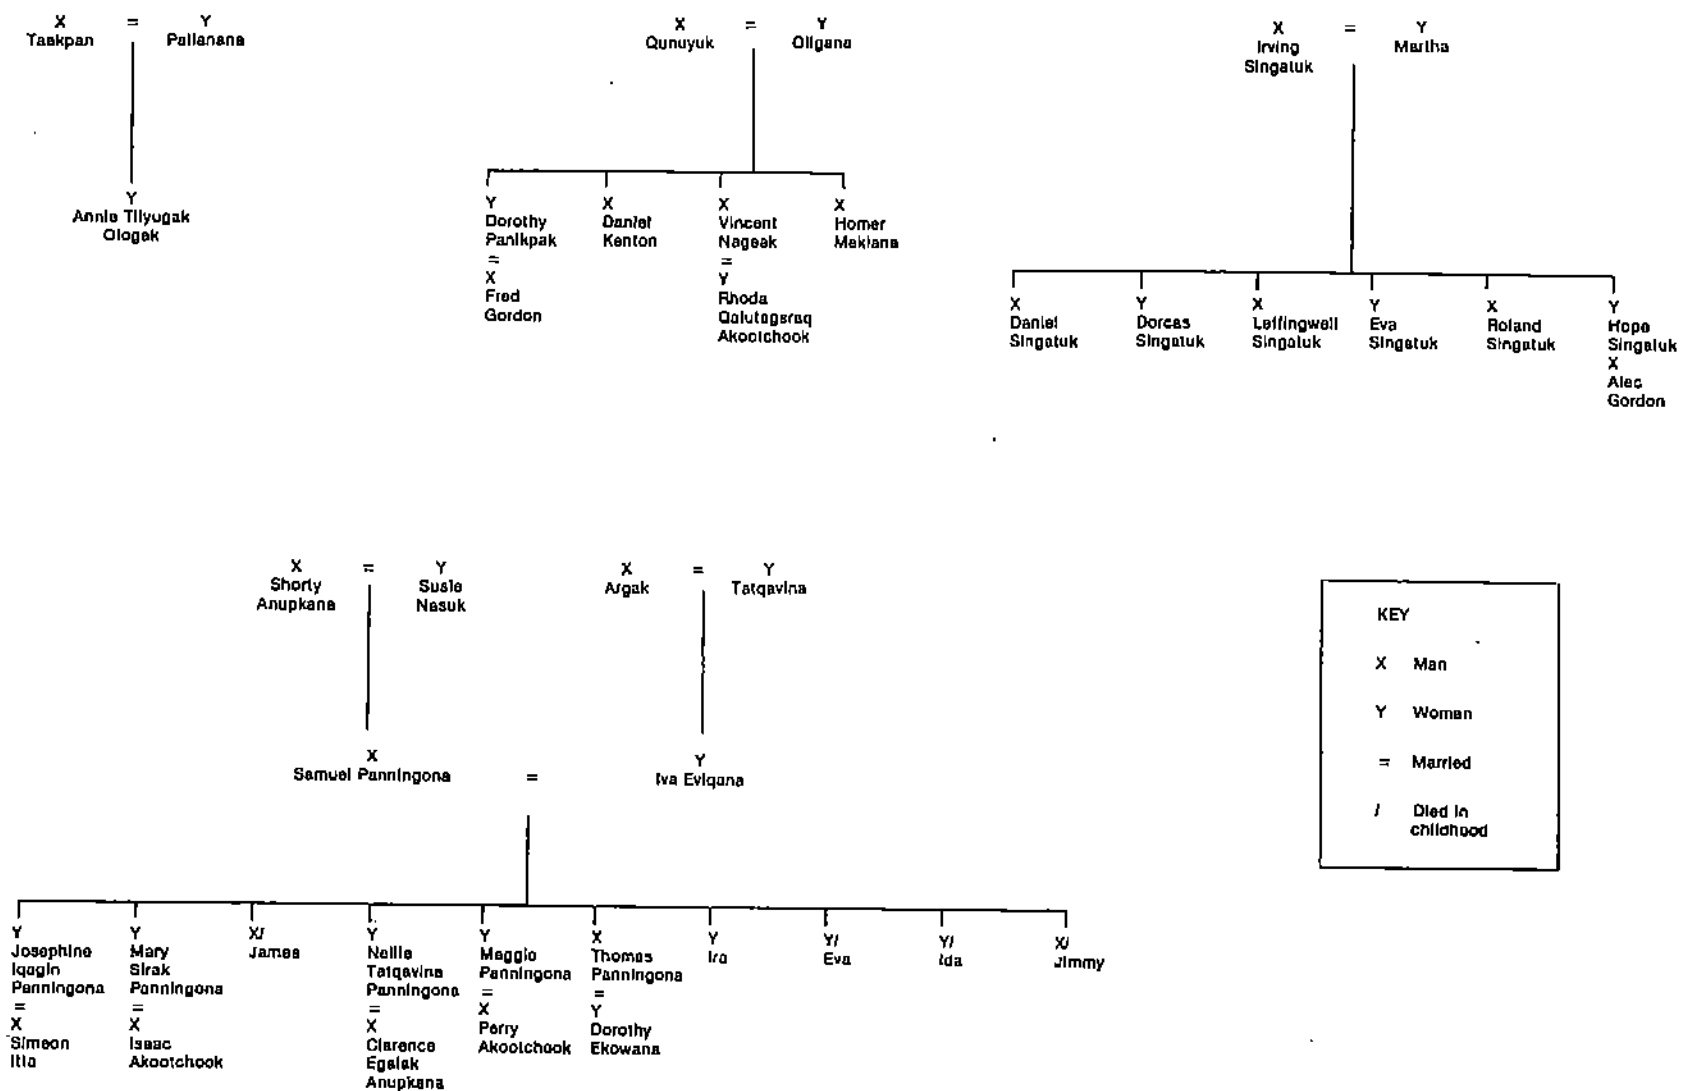 X = Y
Taakpan Pailanana
Y
Annie Tilyugak
Ologak
X = Y
Qunuyuk Oligana
Y
Dorothy
Panikpak
=
X
Fred
Gordon
X
Daniel
Kenton
X
Vincent
Nageak
=
Y
Rhoda
Qalutagsraq
Akootchook
X
Homer
Mekiana
X = Y
Irving Martha
Singatuk
X
Daniel
Singatuk
Y
Dorcas
Singatuk
X
Leffingwell
Singatuk
Y
Eva
Singatuk
X
Roland
Singatuk
Y
Hope
Singatuk
X
Alec
Gordon
X = Y
Shorty Susie
Anupkana Nasuk
X = Y
Argak Tatqavina
X
Samuel Panningona
=
Y
Iva Eviqana
Y
Josephine
Iqagin
Panningona
=
X
Simeon
Itla
Y
Mary
Sirak
Panningona
=
X
Isaac
Akootchook
X/
James
Y
Nellie
Tatqavina
Panningona
=
X
Clarence
Egalak
Anupkana
Y
Maggie
Panningona
=
X
Perry
Akootchook
X
Thomas
Panningona
=
Y
Dorothy
Ekowana
Y
Ira
Y/
Eva
Y/
Ida
X/
Jimmy
KEY
X Man
Y Woman
= Married
/ Died in
childhood